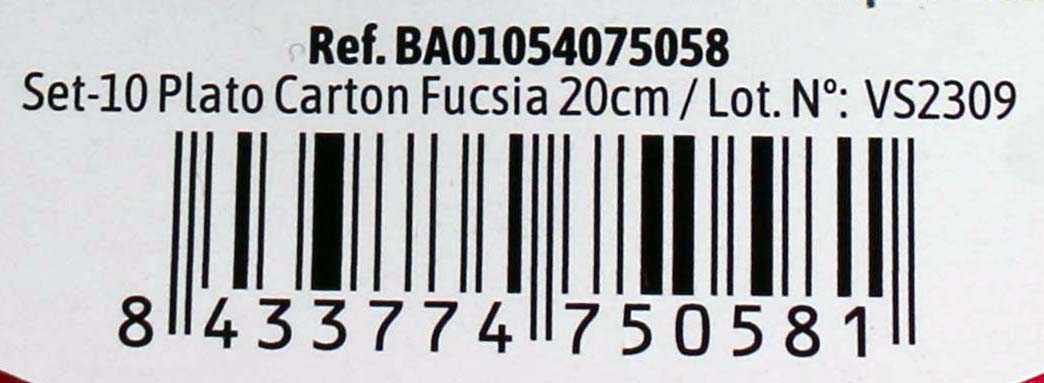 Ref. BA01054075058
Set-10 Plato Carton Fucsia 20cm / Lot. Nº: VS2309
8 433774 750581